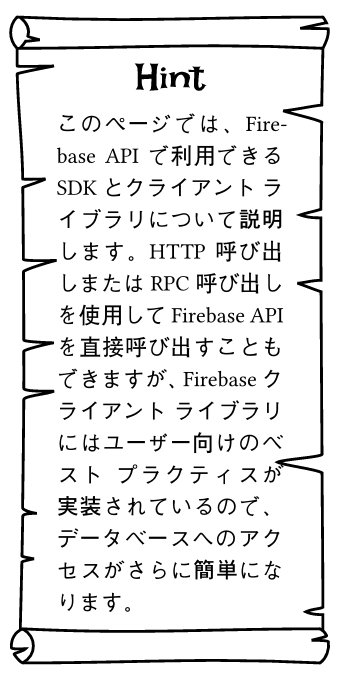 Hint
このページでは、Fire-
base API で利用できる
SDK とクライアント ラ
イブラリについて説明
します。HTTP 呼び出
しまたは RPC 呼び出し
を使用して Firebase API
を直接呼び出すことも
できますが、Firebase ク
ライアント ライブラリ
にはユーザー向けのベ
スト プラクティスが
実装されているので、
データベースへのアク
セスがさらに簡単にな
ります。